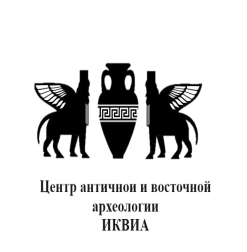 Центр античной и восточной
археологии
ИКВИА